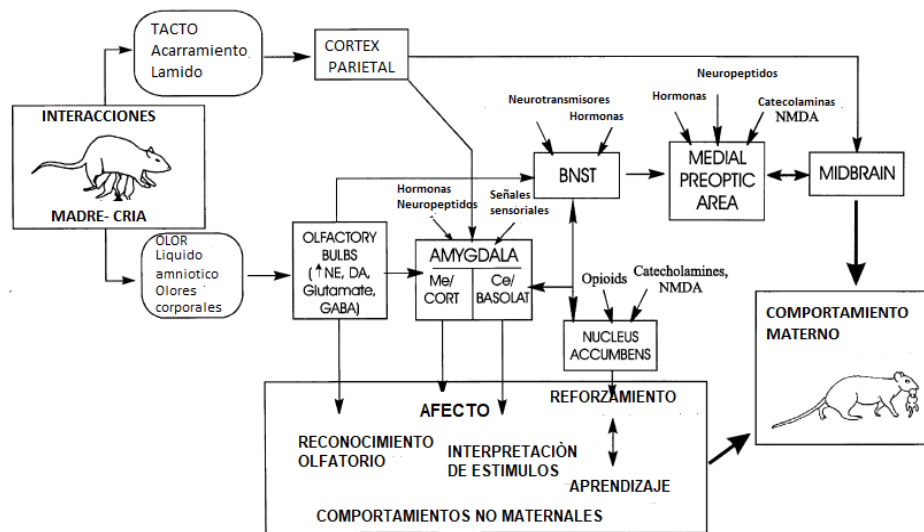 TACTO
Acarramiento
Lamido
CORTEX
PARIETAL
INTERACCIONES
MADRE- CRIA
OLOR
Liquido
amniotico
Olores
corporales
OLFACTORY
BULBS
(↑NE, DA,
Glutamate,
GABA)
Hormonas
Neuropeptidos
Señales
sensoriales
AMYGDALA
Me/
CORT
Ce/
BASOLAT
Neurotransmisores
Hormonas
BNST
Neuropeptidos
Hormonas
Catecolaminas
NMDA
MEDIAL
PREOPTIC
AREA
MIDBRAIN
Opioids
Catecholamines,
NMDA
NUCLEUS
ACCUMBENS
COMPORTAMIENTO
MATERNO
AFECTO
REFORZAMIENTO
RECONOCIMIENTO
OLFATORIO
INTERPRETACIÒN
DE ESTIMULOS
APRENDIZAJE
COMPORTAMIENTOS NO MATERNALES